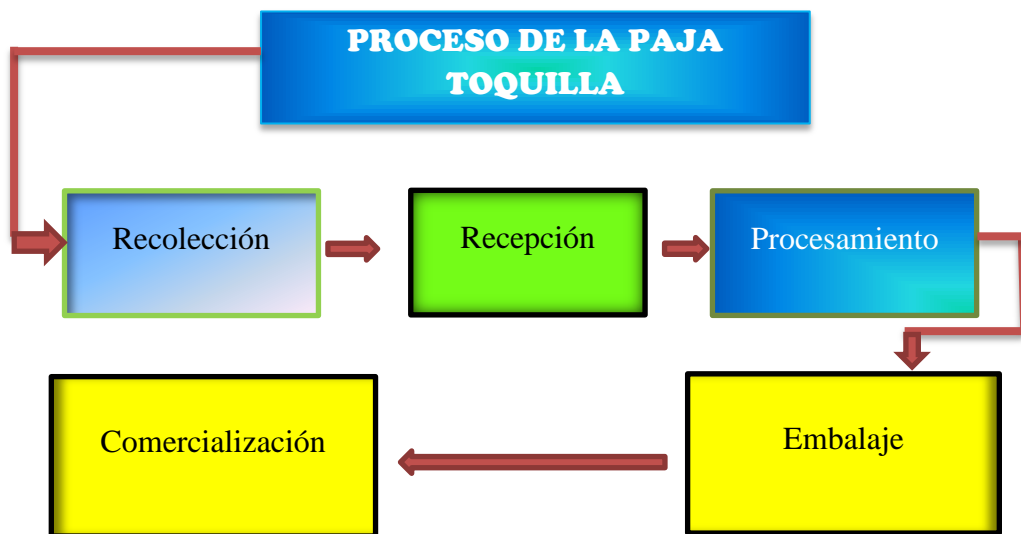 PROCESO DE LA PAJA
TOQUILLA
Recolección
Recepción
Procesamiento
Embalaje
Comercialización